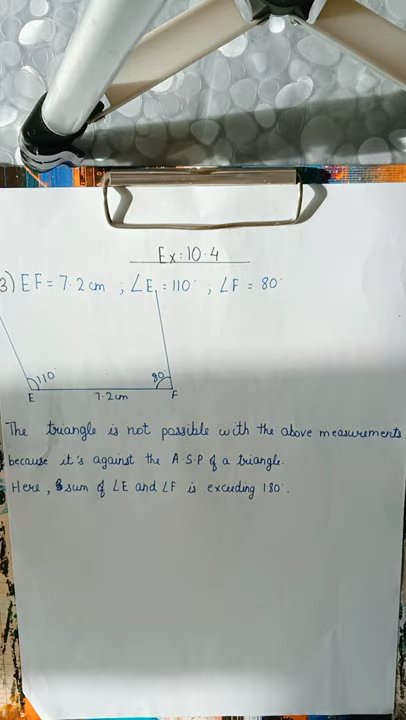 Ex: 10.4
3) EF = 7.2 cm ; ∠E = 110° ; ∠F = 80°
110°
80°
E
7.2cm
F
The triangle is not possible with the above measurements
because it's against the A.S.P of a triangle.
Here, sum of ∠E and ∠F is excuding 180°.